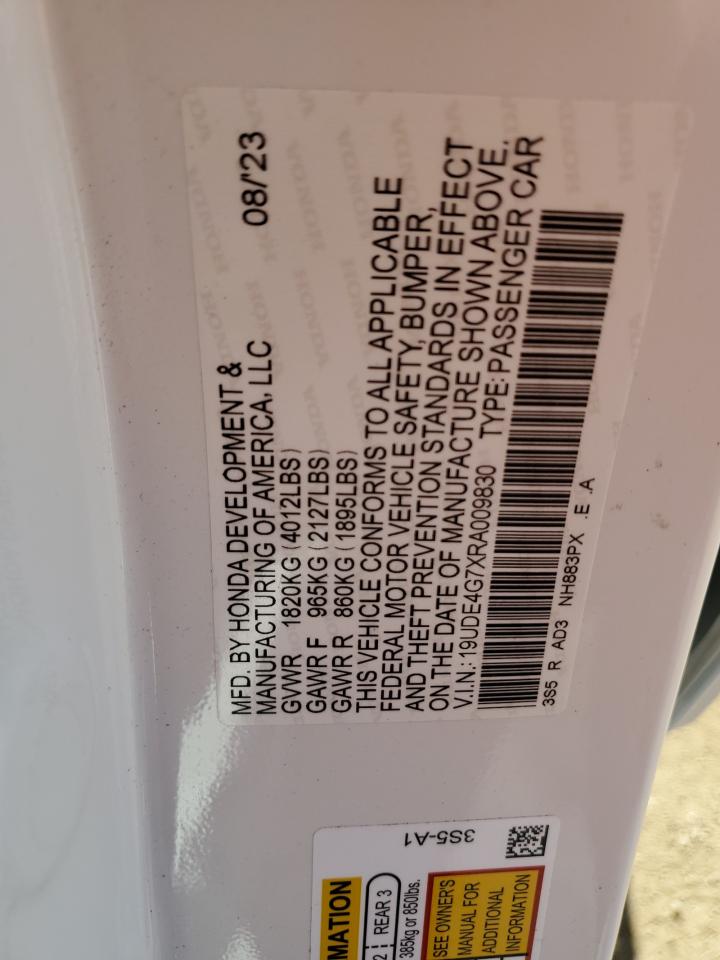 MFD. BY HONDA DEVELOPMENT & 08/'23
MANUFACTURING OF AMERICA, LLC
GVWR 1820KG (4012LBS)
GAWR F 965KG (2127LBS)
GAWR R 860KG (1895LBS)
THIS VEHICLE CONFORMS TO ALL APPLICABLE
FEDERAL MOTOR VEHICLE SAFETY, BUMPER,
AND THEFT PREVENTION STANDARDS IN EFFECT
ON THE DATE OF MANUFACTURE SHOWN ABOVE.
V.I.N.: 19UDE4G7XRA009830 TYPE: PASSENGER CAR
3S5 R AD3 NH883PX .E .A
MATION 3S5-A1
2 REAR 3
385kg or 850lbs.
SEE OWNER'S
MANUAL FOR
ADDITIONAL
INFORMATION
HONDA